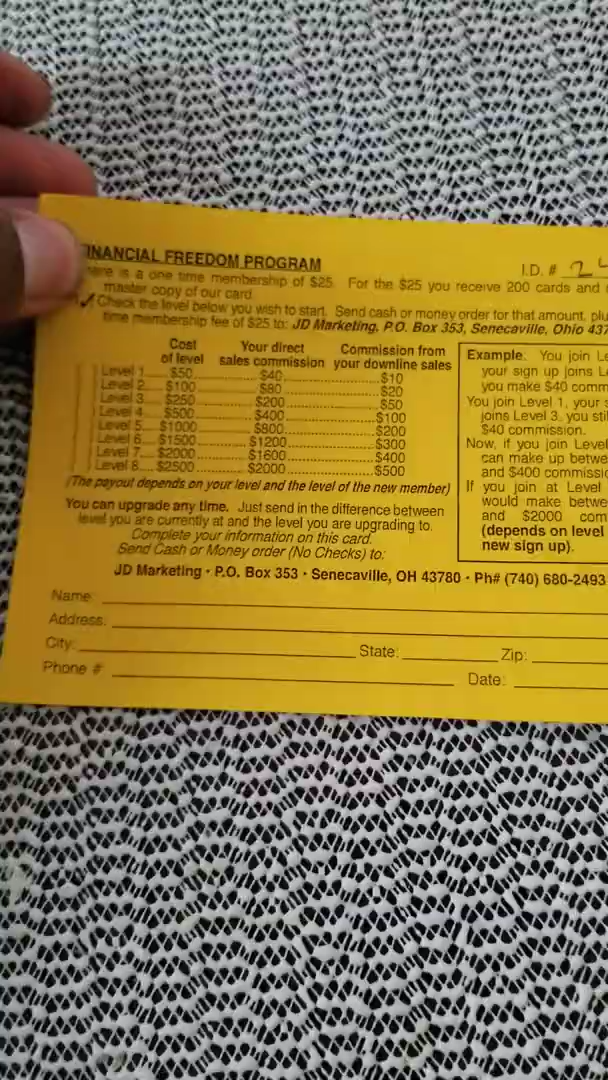 INANCIAL FREEDOM PROGRAM
I.D. # 24
ere is a one time membership of $25. For the $25 you receive 200 cards and
master copy of our card.
✓ Check the level below you wish to start. Send cash or money order for that amount, plu
time membership fee of $25 to: JD Marketing, P.O. Box 353, Senecaville, Ohio 437
Cost of level Your direct sales commission Commission from your downline sales
Level 1.... $50 .................... $40 .................... $10
Level 2.... $100 .................... $80 .................... $20
Level 3.... $250 .................... $200 .................... $50
Level 4.... $500 .................... $400 .................... $100
Level 5.... $1000 .................... $800 .................... $200
Level 6.... $1500 .................... $1200 .................... $300
Level 7.... $2000 .................... $1600 .................... $400
Level 8.... $2500 .................... $2000 .................... $500
(The payout depends on your level and the level of the new member)
You can upgrade any time. Just send in the difference between
level you are currently at and the level you are upgrading to.
Complete your information on this card.
Send Cash or Money order (No Checks) to:
Example: You join Le
your sign up joins L
you make $40 comm
You join Level 1, your s
joins Level 3, you stil
$40 commission.
Now, if you join Level
can make up betwe
and $400 commissio
If you join at Level
would make betwe
and $2000 com
(depends on level
new sign up).
JD Marketing • P.O. Box 353 • Senecaville, OH 43780 • Ph# (740) 680-2493
Name:
Address:
City: State: Zip:
Phone # Date: